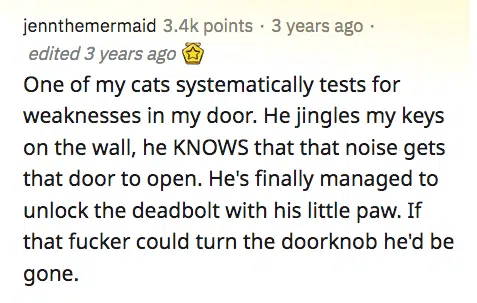 jennthemermaid 3.4k points · 3 years ago ·
edited 3 years ago
One of my cats systematically tests for
weaknesses in my door. He jingles my keys
on the wall, he KNOWS that that noise gets
that door to open. He's finally managed to
unlock the deadbolt with his little paw. If
that fucker could turn the doorknob he'd be
gone.